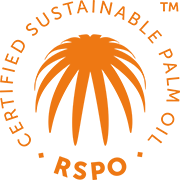 CERTIFIED SUSTAINABLE PALM OIL
TM
· RSPO ·